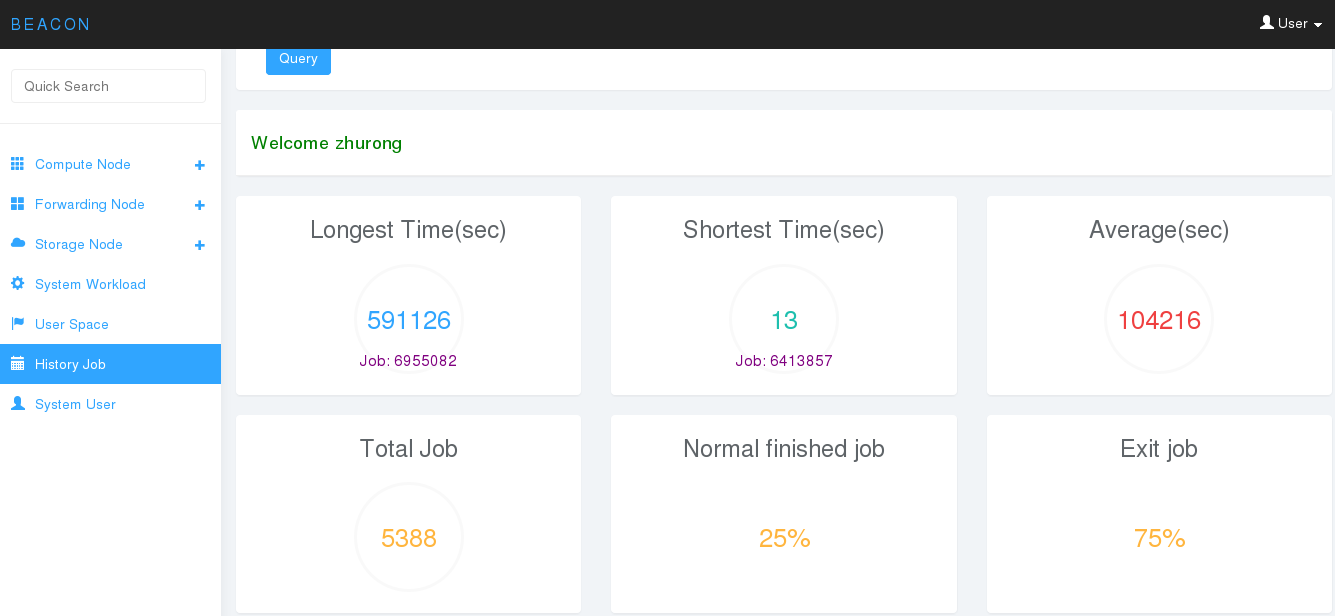 BEACON
User
Query
Quick Search
Compute Node
Forwarding Node
Storage Node
System Workload
User Space
History Job
System User
Welcome zhurong
Longest Time(sec)
591126
Job: 6955082
Shortest Time(sec)
13
Job: 6413857
Average(sec)
104216
Total Job
5388
Normal finished job
25%
Exit job
75%